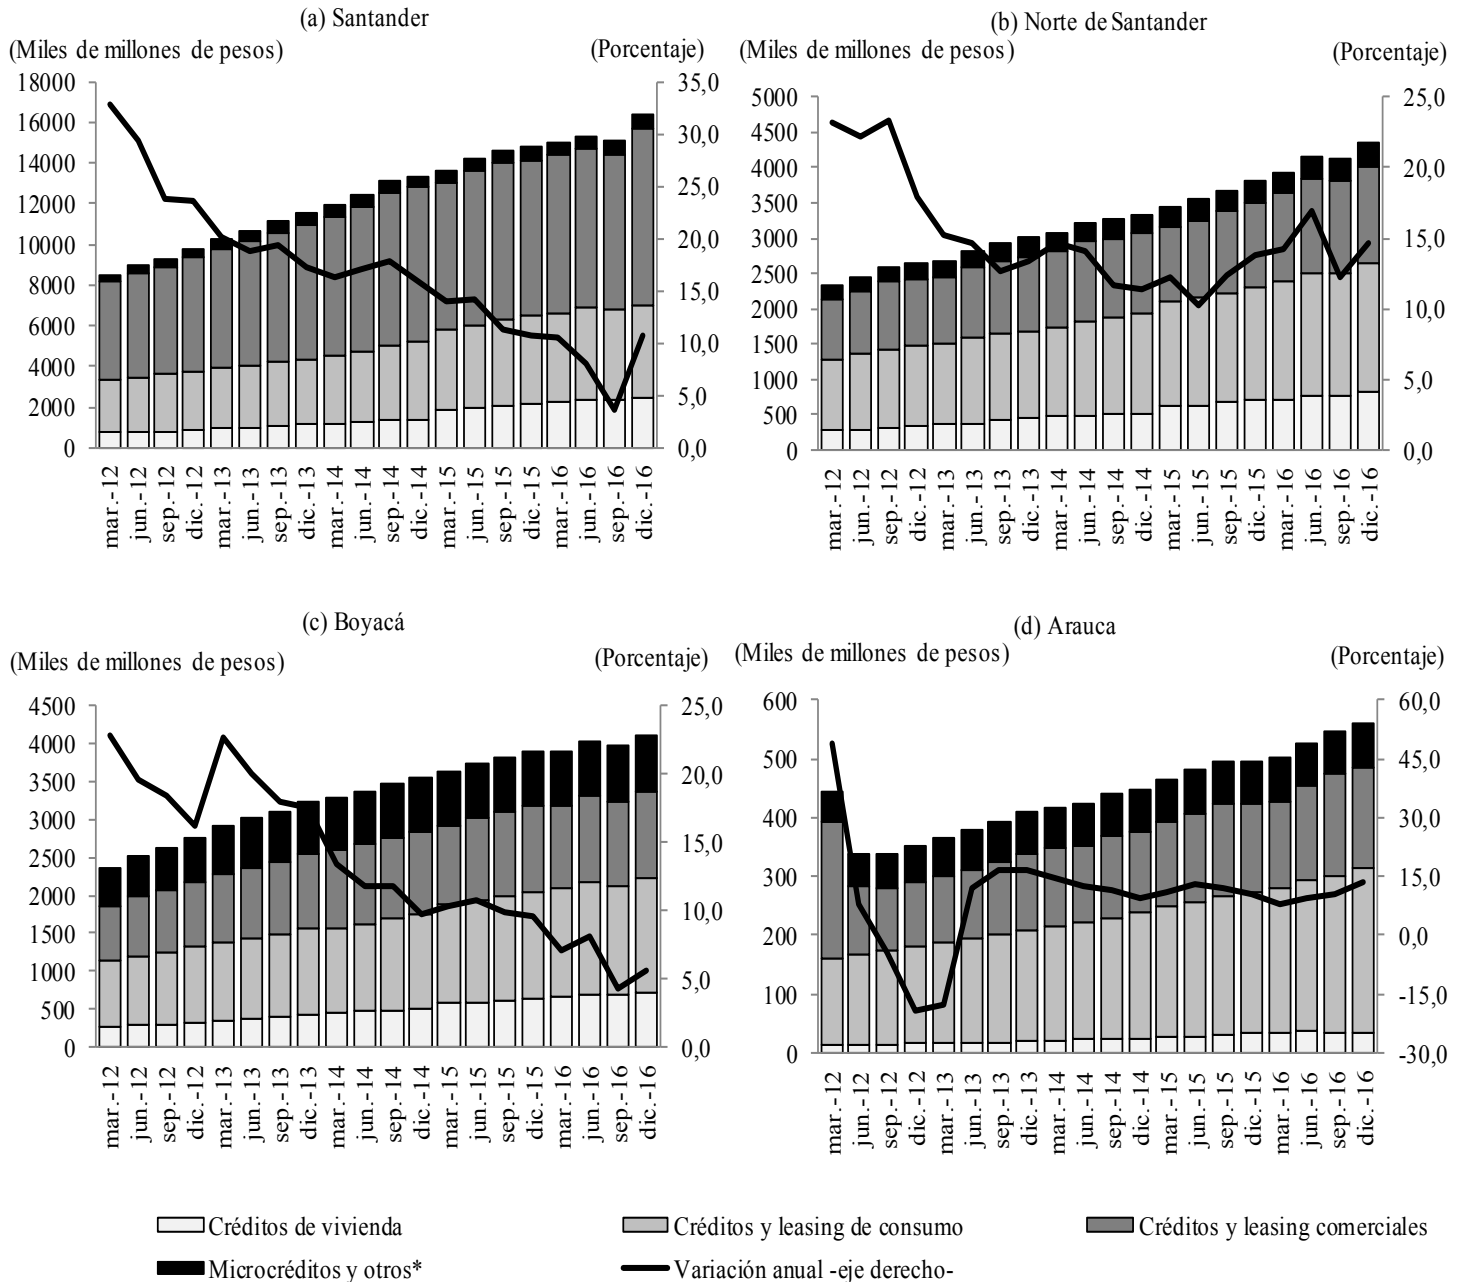 (a) Santander
(b) Norte de Santander
(Miles de millones de pesos)
(Porcentaje)
(Miles de millones de pesos)
(Porcentaje)
18000
16000
14000
12000
10000
8000
6000
4000
2000
0
35,0
30,0
25,0
20,0
15,0
10,0
5,0
0,0
mar.-12
jun.-12
sep.-12
dic.-12
mar.-13
jun.-13
sep.-13
dic.-13
mar.-14
jun.-14
sep.-14
dic.-14
mar.-15
jun.-15
sep.-15
dic.-15
mar.-16
jun.-16
sep.-16
dic.-16
5000
4500
4000
3500
3000
2500
2000
1500
1000
500
0
25,0
20,0
15,0
10,0
5,0
0,0
mar.-12
jun.-12
sep.-12
dic.-12
mar.-13
jun.-13
sep.-13
dic.-13
mar.-14
jun.-14
sep.-14
dic.-14
mar.-15
jun.-15
sep.-15
dic.-15
mar.-16
jun.-16
sep.-16
dic.-16
(c) Boyacá
(d) Arauca
(Miles de millones de pesos)
(Porcentaje)
(Miles de millones de pesos)
(Porcentaje)
4500
4000
3500
3000
2500
2000
1500
1000
500
0
25,0
20,0
15,0
10,0
5,0
0,0
mar.-12
jun.-12
sep.-12
dic.-12
mar.-13
jun.-13
sep.-13
dic.-13
mar.-14
jun.-14
sep.-14
dic.-14
mar.-15
jun.-15
sep.-15
dic.-15
mar.-16
jun.-16
sep.-16
dic.-16
600
500
400
300
200
100
0
60,0
45,0
30,0
15,0
0,0
-15,0
-30,0
mar.-12
jun.-12
sep.-12
dic.-12
mar.-13
jun.-13
sep.-13
dic.-13
mar.-14
jun.-14
sep.-14
dic.-14
mar.-15
jun.-15
sep.-15
dic.-15
mar.-16
jun.-16
sep.-16
dic.-16
Créditos de vivienda
Créditos y leasing de consumo
Créditos y leasing comerciales
Microcréditos y otros*
Variación anual -eje derecho-